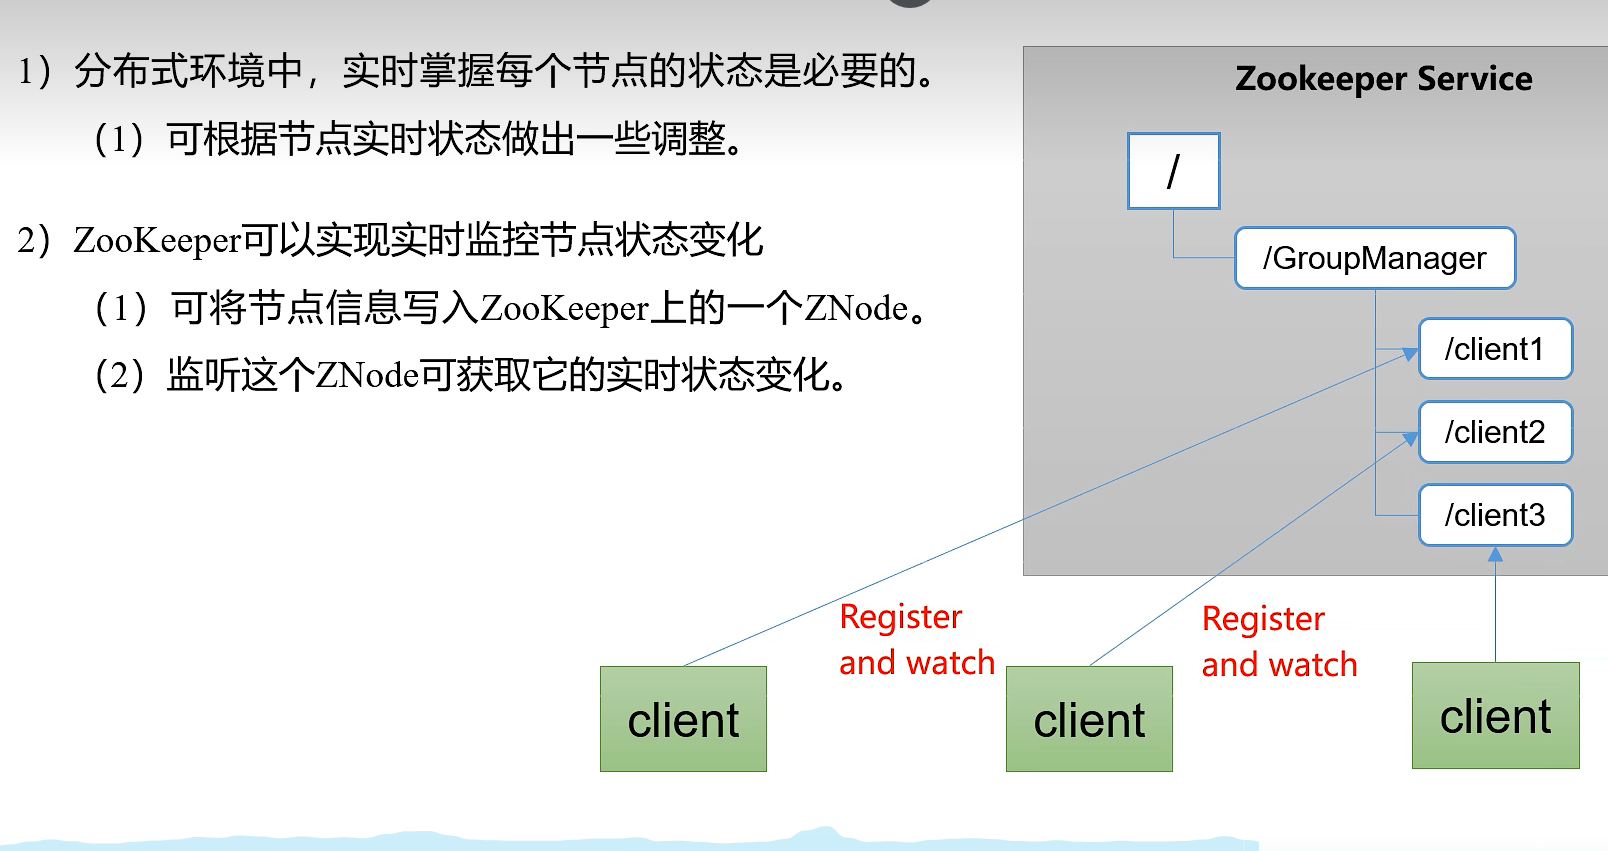 1）分布式环境中，实时掌握每个节点的状态是必要的。
（1）可根据节点实时状态做出一些调整。
2）ZooKeeper可以实现实时监控节点状态变化
（1）可将节点信息写入ZooKeeper上的一个ZNode。
（2）监听这个ZNode可获取它的实时状态变化。
Zookeeper Service
/
/GroupManager
/client1
/client2
/client3
Register
and watch
Register
and watch
client
client
client